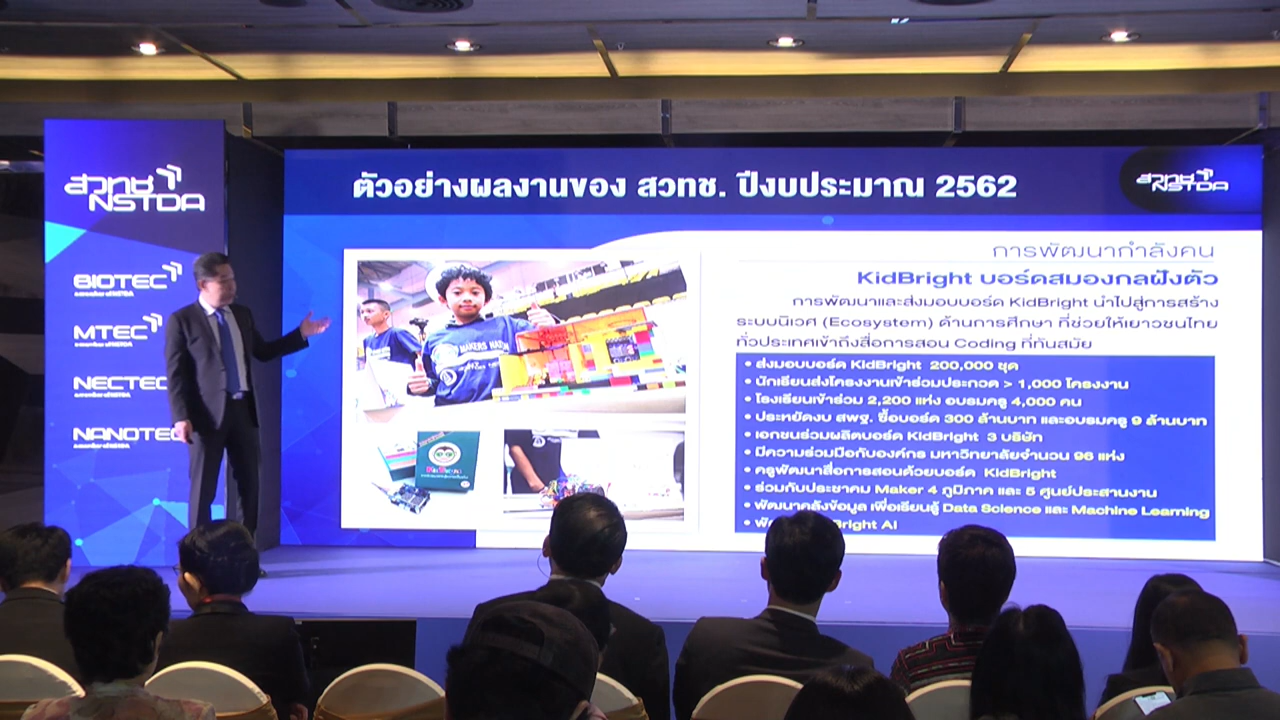 สวทช
NSTDA
BIOTEC
a member of NSTDA
MTEC
a member of NSTDA
NECTEC
a member of NSTDA
NANOTEC
a member of NSTDA
ตัวอย่างผลงานของ สวทช. ปีงบประมาณ 2562
สวทช
NSTDA
การพัฒนากำลังคน
KidBright บอร์ดสมองกลฝังตัว
การพัฒนาและส่งมอบบอร์ด KidBright นำไปสู่การสร้าง
ระบบนิเวศ (Ecosystem) ด้านการศึกษา ที่ช่วยให้เยาวชนไทย
ทั่วประเทศเข้าถึงสื่อการสอน Coding ที่ทันสมัย
• ส่งมอบบอร์ด KidBright 200,000 ชุด
• นักเรียนส่งโครงงานเข้าร่วมประกวด > 1,000 โครงงาน
• โรงเรียนเข้าร่วม 2,200 แห่ง อบรมครู 4,000 คน
• ประหยัดงบ สพฐ. ซื้อบอร์ด 300 ล้านบาท และอบรมครู 9 ล้านบาท
• เอกชนร่วมผลิตบอร์ด KidBright 3 บริษัท
• มีความร่วมมือกับองค์กร มหาวิทยาลัยจำนวน 96 แห่ง
• ครูพัฒนาสื่อการสอนด้วยบอร์ด KidBright
• ร่วมกับประชาคม Maker 4 ภูมิภาค และ 5 ศูนย์ประสานงาน
• พัฒนาคลังข้อมูล เพื่อเรียนรู้ Data Science และ Machine Learning
Bright AI
MAKERS